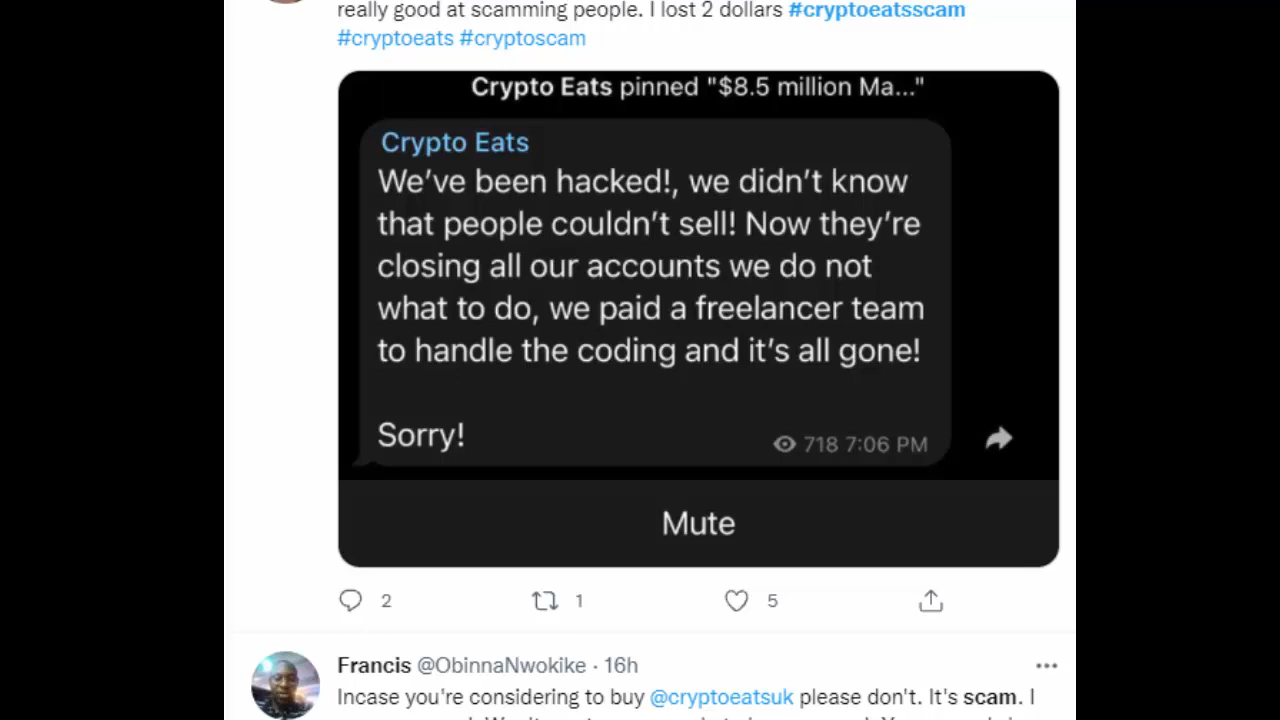 really good at scamming people. I lost 2 dollars #cryptoeatsscam
#cryptoeats #cryptoscam
Crypto Eats pinned "$8.5 million Ma..."
Crypto Eats
We've been hacked!, we didn't know
that people couldn't sell! Now they're
closing all our accounts we do not
what to do, we paid a freelancer team
to handle the coding and it's all gone!
Sorry!
718 7:06 PM
Mute
2 1 5
Francis @ObinnaNwokike · 16h
Incase you're considering to buy @cryptoeatsuk please don't. It's scam. I